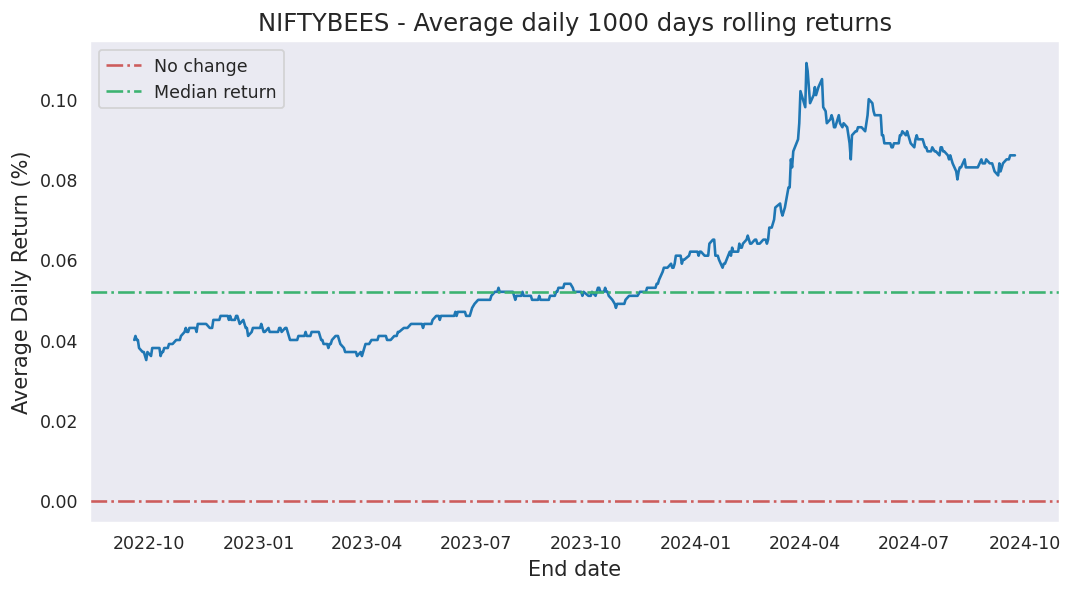 NIFTYBEES - Average daily 1000 days rolling returns
No change
Median return
Average Daily Return (%)
0.10
0.08
0.06
0.04
0.02
0.00
2022-10 2023-01 2023-04 2023-07 2023-10 2024-01 2024-04 2024-07 2024-10
End date